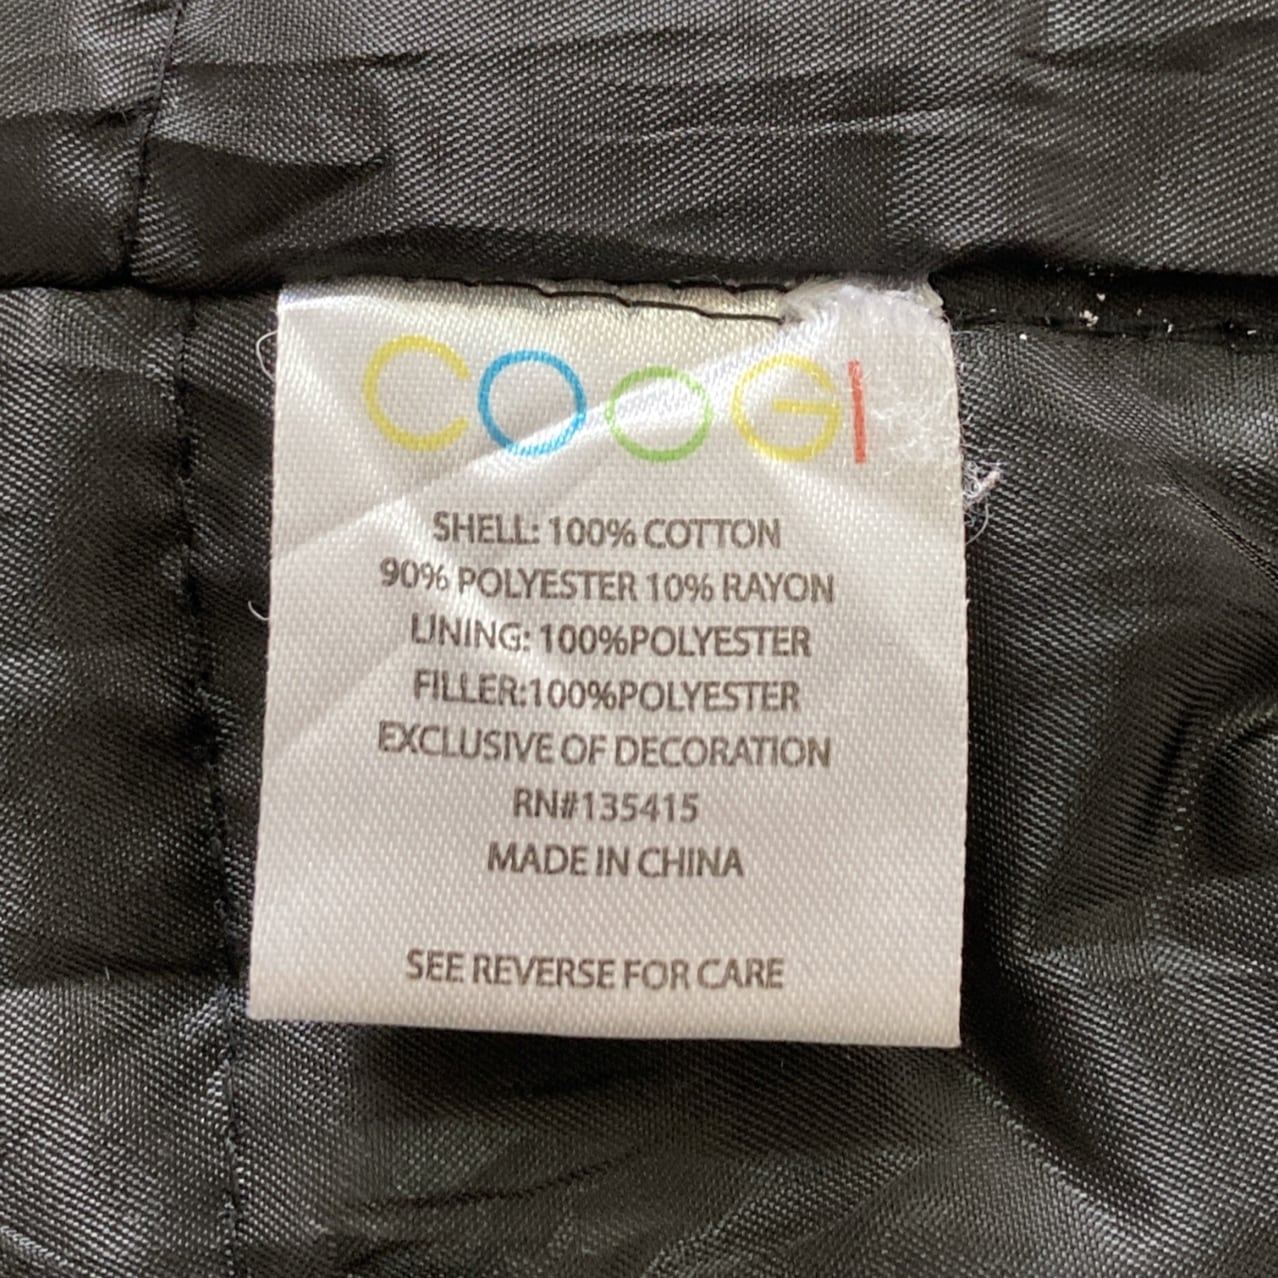 COOGI
SHELL: 100% COTTON
90% POLYESTER 10% RAYON
LINING: 100%POLYESTER
FILLER:100%POLYESTER
EXCLUSIVE OF DECORATION
RN#135415
MADE IN CHINA
SEE REVERSE FOR CARE